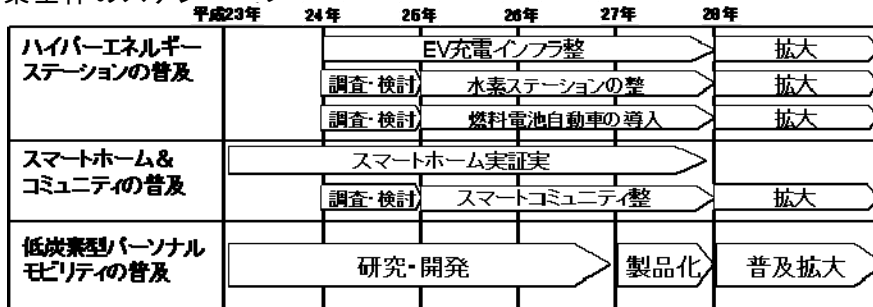 平成23年 24年 25年 26年 27年 28年
ハイパーエネルギー
ステーションの普及
EV充電インフラ整 拡大
調査・検討 水素ステーションの整 拡大
調査・検討 燃料電池自動車の導入 拡大
スマートホーム&
コミュニティの普及
スマートホーム実証実
調査・検討 スマートコミュニティ整 拡大
低炭素型パーソナル
モビリティの普及
研究・開発 製品化 普及拡大